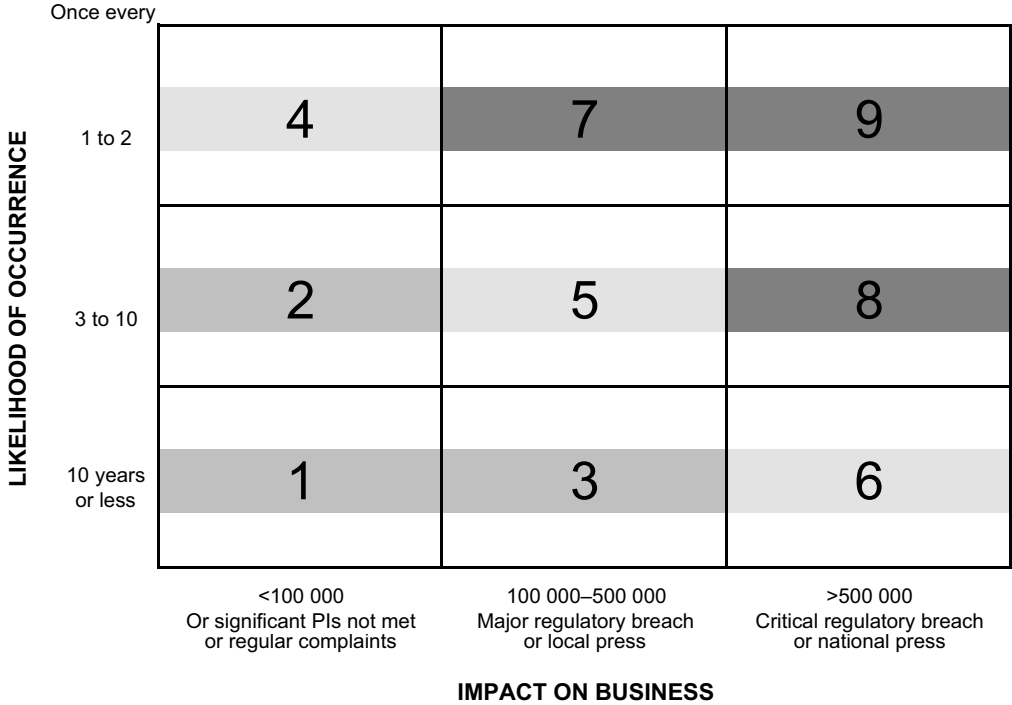 Once every
LIKELIHOOD OF OCCURRENCE
1 to 2
4
7
9
3 to 10
2
5
8
10 years
or less
1
3
6
<100 000
Or significant PIs not met
or regular complaints
100 000–500 000
Major regulatory breach
or local press
>500 000
Critical regulatory breach
or national press
IMPACT ON BUSINESS